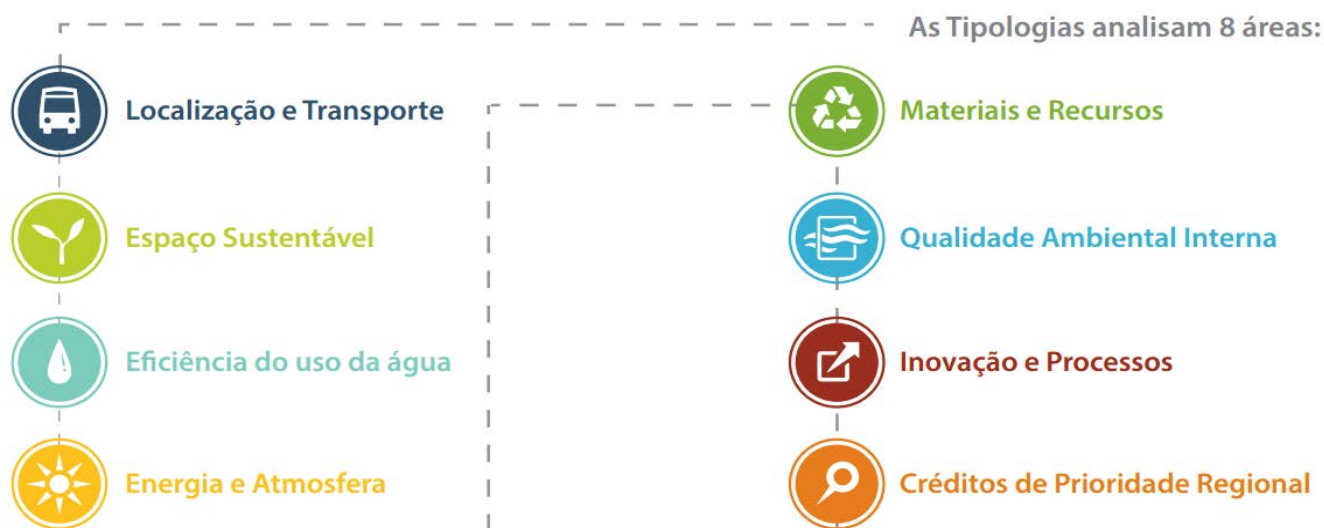 As Tipologias analisam 8 áreas:
Localização e Transporte
Espaço Sustentável
Eficiência do uso da água
Energia e Atmosfera
Materiais e Recursos
Qualidade Ambiental Interna
Inovação e Processos
Créditos de Prioridade Regional